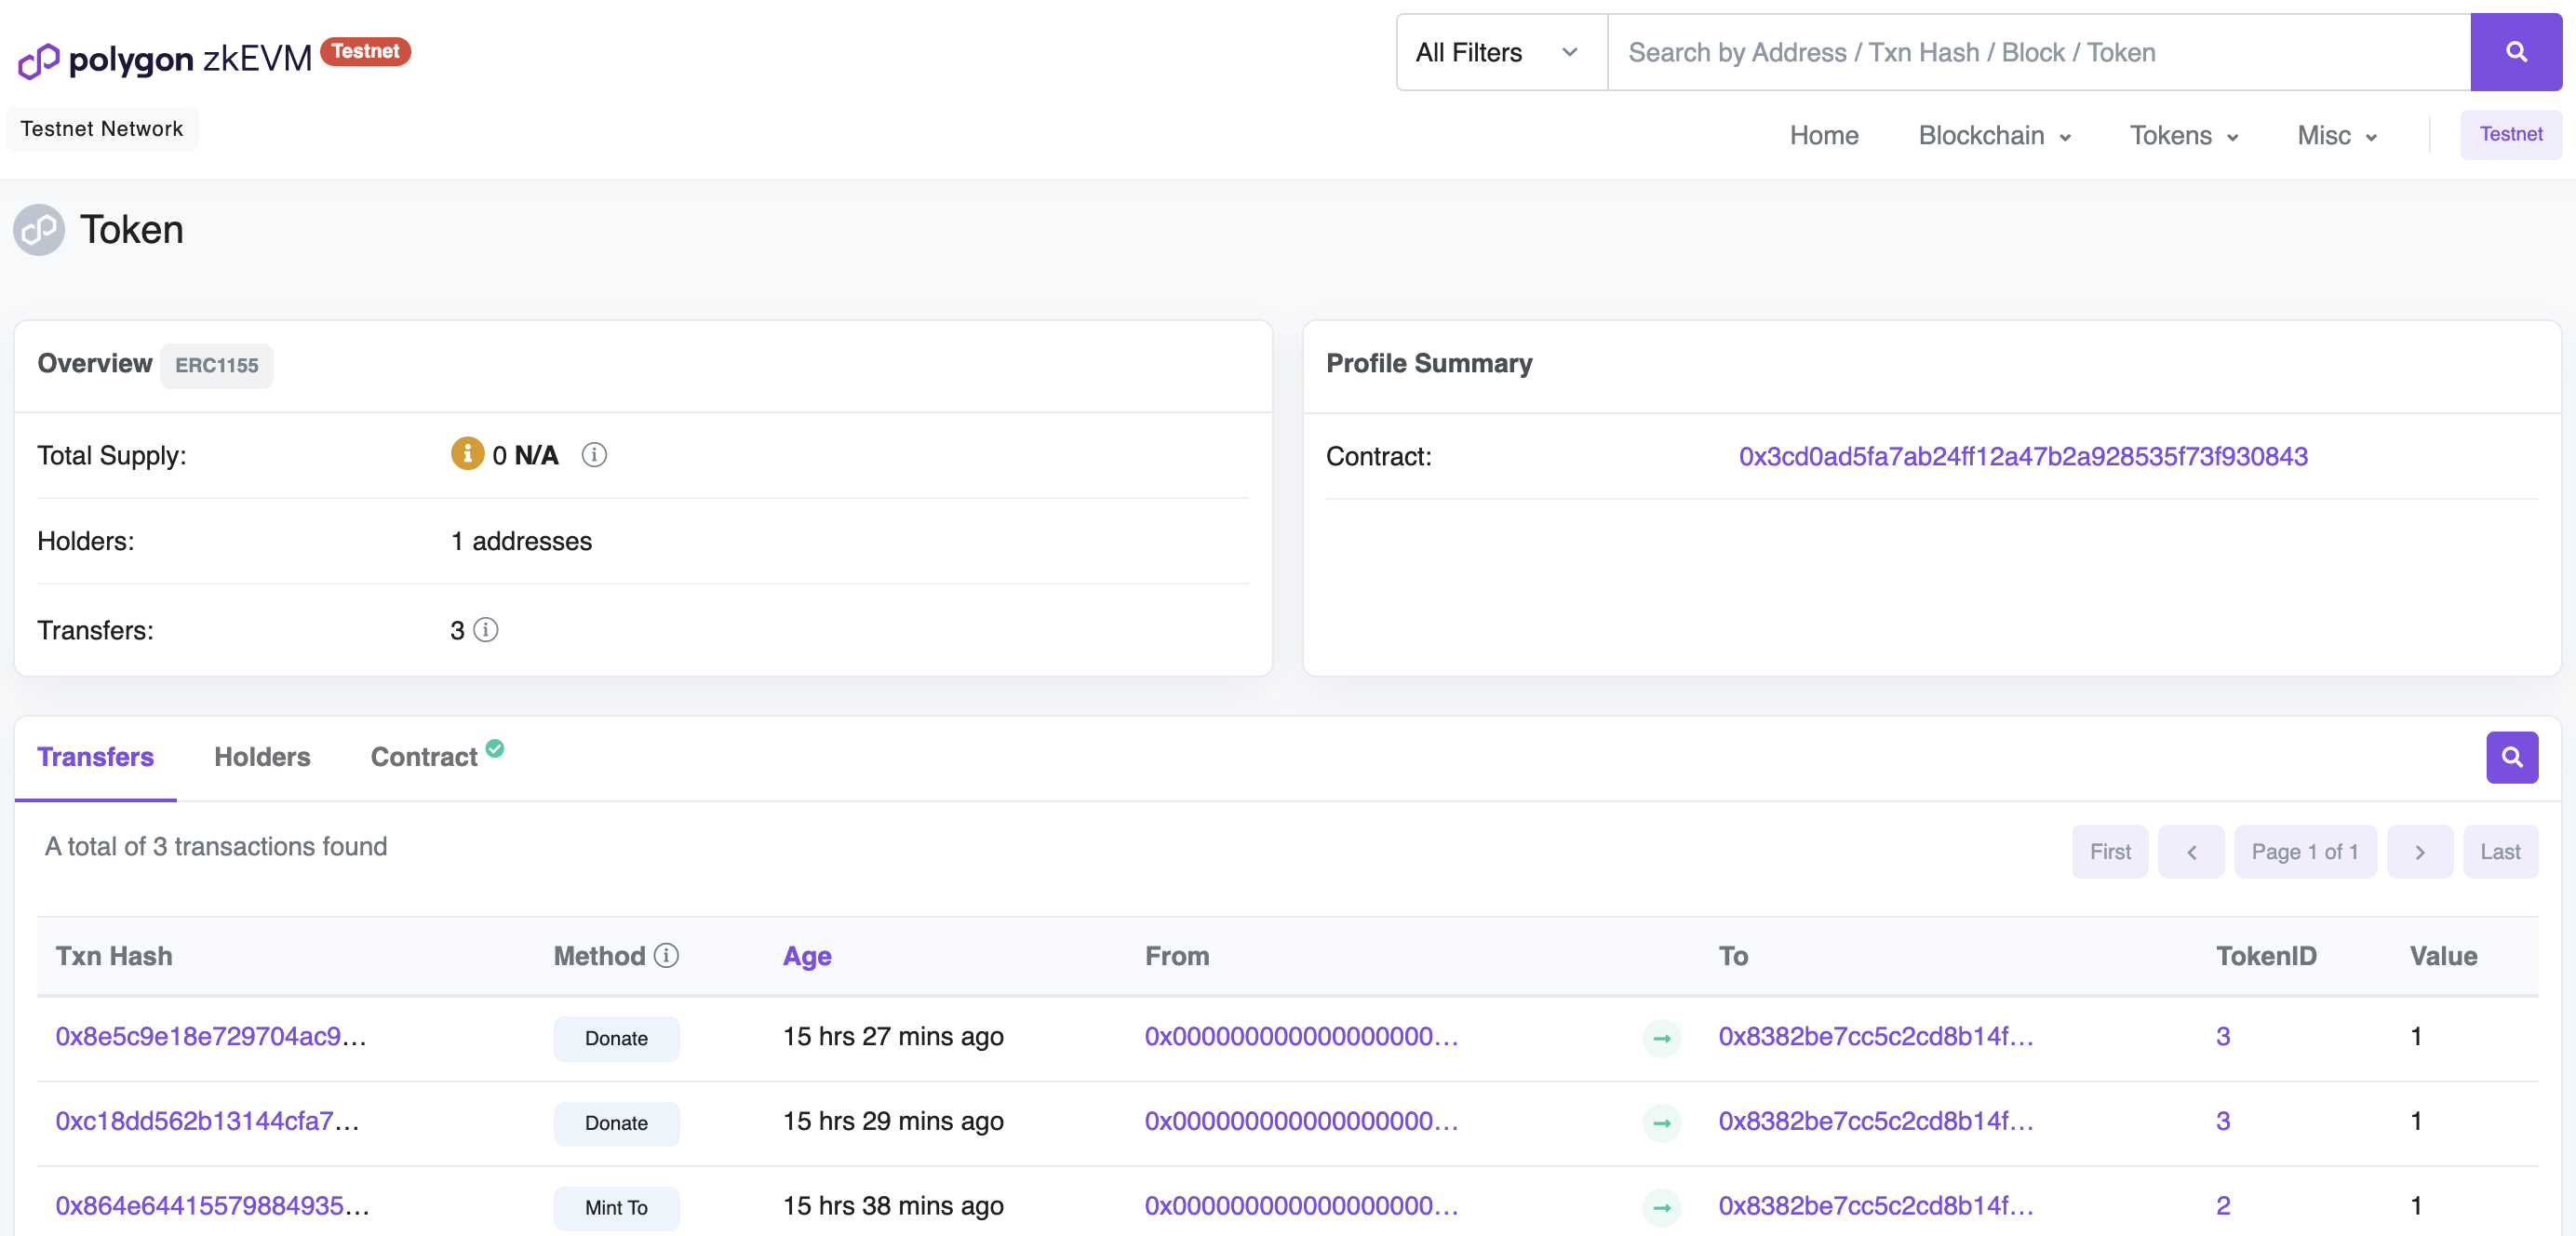 polygon zkEVM Testnet
All Filters
Search by Address / Txn Hash / Block / Token
Testnet Network
Home Blockchain Tokens Misc Testnet
Token
Overview ERC1155
Total Supply: 0 N/A
Holders: 1 addresses
Transfers: 3
Profile Summary
Contract: 0x3cd0ad5fa7ab24ff12a47b2a928535f73f930843
Transfers Holders Contract
A total of 3 transactions found
First Page 1 of 1 Last
Txn Hash Method Age From To TokenID Value
0x8e5c9e18e729704ac9... Donate 15 hrs 27 mins ago 0x000000000000000000... 0x8382be7cc5c2cd8b14f... 3 1
0xc18dd562b13144cfa7... Donate 15 hrs 29 mins ago 0x000000000000000000... 0x8382be7cc5c2cd8b14f... 3 1
0x864e64415579884935... Mint To 15 hrs 38 mins ago 0x000000000000000000... 0x8382be7cc5c2cd8b14f... 2 1